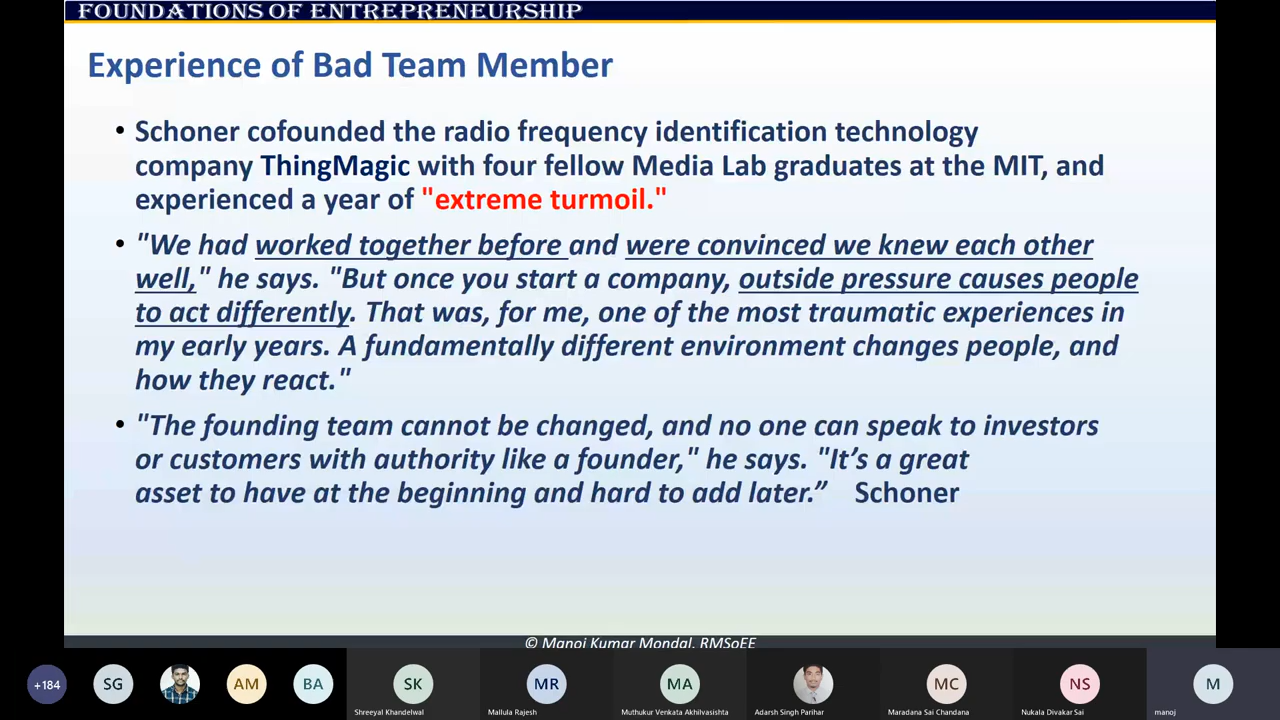 FOUNDATIONS OF ENTREPRENEURSHIP
Experience of Bad Team Member
• Schoner cofounded the radio frequency identification technology
company ThingMagic with four fellow Media Lab graduates at the MIT, and
experienced a year of "extreme turmoil."
• "We had worked together before and were convinced we knew each other
well," he says. "But once you start a company, outside pressure causes people
to act differently. That was, for me, one of the most traumatic experiences in
my early years. A fundamentally different environment changes people, and
how they react."
• "The founding team cannot be changed, and no one can speak to investors
or customers with authority like a founder," he says. "It’s a great
asset to have at the beginning and hard to add later.” Schoner
© Manoj Kumar Mondal, RMSoEE
+184 SG AM BA SK MR MA MC NS M
Shreeyal Khandelwal Mallula Rajesh Muthukur Venkata Akhilvasishta Adarsh Singh Parihar Maradana Sai Chandana Nukala Divakar Sai manoj